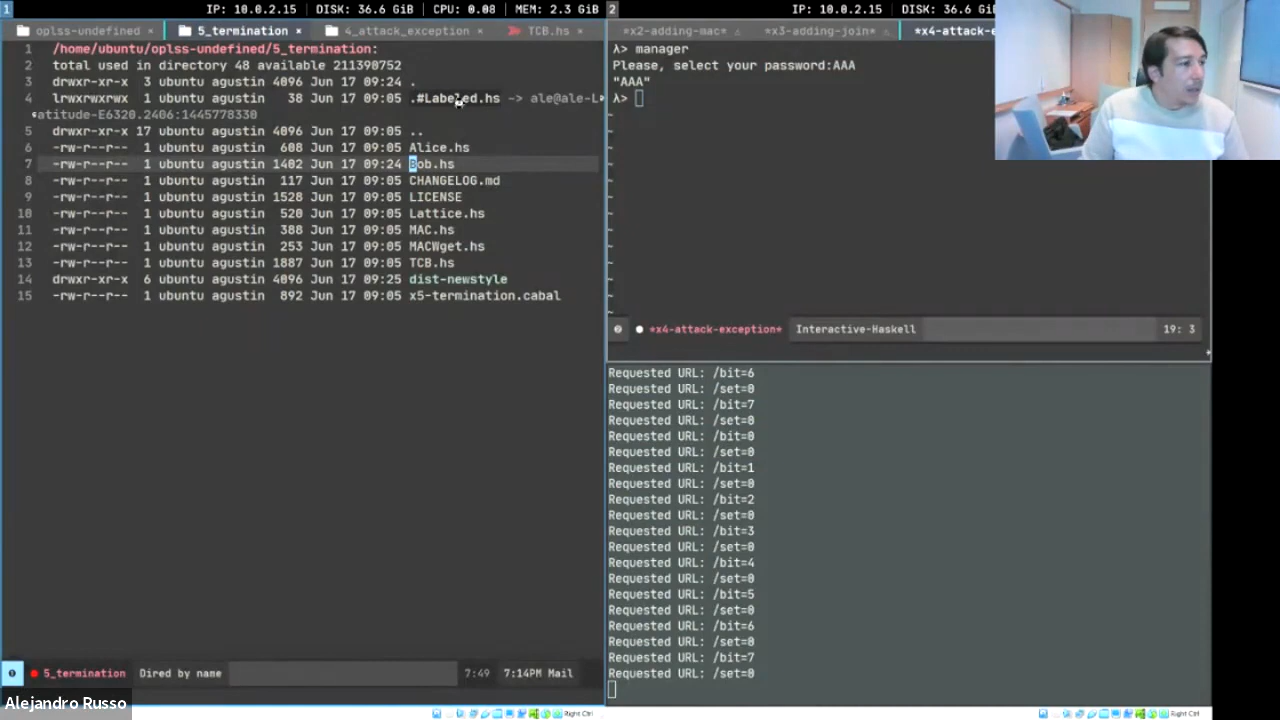 1 IP: 10.0.2.15 DISK: 36.6 GiB CPU: 0.08 MEM: 2.3 GiB
oplss-undefined × 5_termination × 4_attack_exception × TCB.hs ×
1 /home/ubuntu/oplss-undefined/5_termination:
2 total used in directory 48 available 211390752
3 drwxr-xr-x 3 ubuntu agustin 4096 Jun 17 09:24 .
4 lrwxrwxrwx 1 ubuntu agustin 38 Jun 17 09:05 .#Labeled.hs -> ale@ale-L
atitude-E6320.2406:1445778330
5 drwxr-xr-x 17 ubuntu agustin 4096 Jun 17 09:05 ..
6 -rw-r--r-- 1 ubuntu agustin 608 Jun 17 09:05 Alice.hs
7 -rw-r--r-- 1 ubuntu agustin 1402 Jun 17 09:24 Bob.hs
8 -rw-r--r-- 1 ubuntu agustin 117 Jun 17 09:05 CHANGELOG.md
9 -rw-r--r-- 1 ubuntu agustin 1528 Jun 17 09:05 LICENSE
10 -rw-r--r-- 1 ubuntu agustin 520 Jun 17 09:05 Lattice.hs
11 -rw-r--r-- 1 ubuntu agustin 388 Jun 17 09:05 MAC.hs
12 -rw-r--r-- 1 ubuntu agustin 253 Jun 17 09:05 MACWget.hs
13 -rw-r--r-- 1 ubuntu agustin 1887 Jun 17 09:05 TCB.hs
14 drwxr-xr-x 6 ubuntu agustin 4096 Jun 17 09:25 dist-newstyle
15 -rw-r--r-- 1 ubuntu agustin 892 Jun 17 09:05 x5-termination.cabal
5_termination Dired by name 7:49 7:14PM Mail
Alejandro Russo
Right Ctrl
2 IP: 10.0.2.15 DISK: 36.6 Gi
*x2-adding-mac* *x3-adding-join* *x4-attack-e
λ> manager
Please, select your password:AAA
"AAA"
λ>
~
~
~
~
~
~
~
~
~
~
~
~
~
*x4-attack-exception* Interactive-Haskell 19: 3
Requested URL: /bit=6
Requested URL: /set=0
Requested URL: /bit=7
Requested URL: /set=0
Requested URL: /bit=0
Requested URL: /set=0
Requested URL: /bit=1
Requested URL: /set=0
Requested URL: /bit=2
Requested URL: /set=0
Requested URL: /bit=3
Requested URL: /set=0
Requested URL: /bit=4
Requested URL: /set=0
Requested URL: /bit=5
Requested URL: /set=0
Requested URL: /bit=6
Requested URL: /set=0
Requested URL: /bit=7
Requested URL: /set=0
Right Ctrl